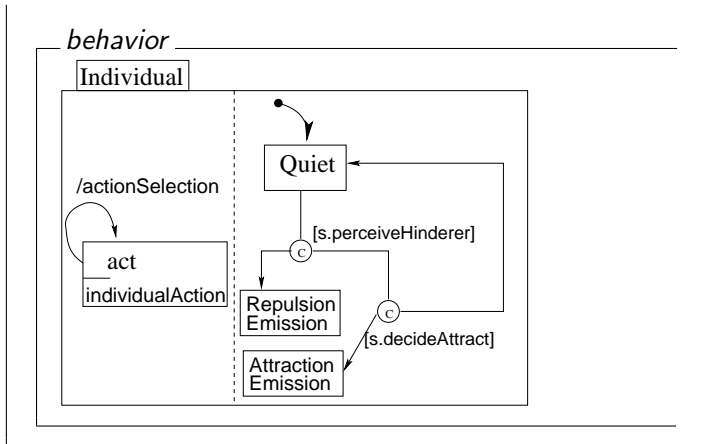 behavior
Individual
Quiet
/actionSelection
[s.perceiveHinderer]
C
act
individualAction
Repulsion
Emission
C
[s.decideAttract]
Attraction
Emission